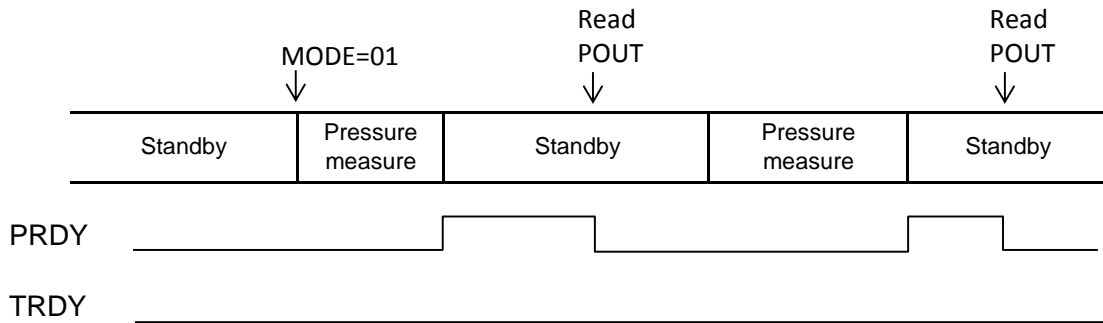 Read
POUT
Read
POUT
MODE=01
Standby
Pressure
measure
Standby
Pressure
measure
Standby
PRDY
TRDY